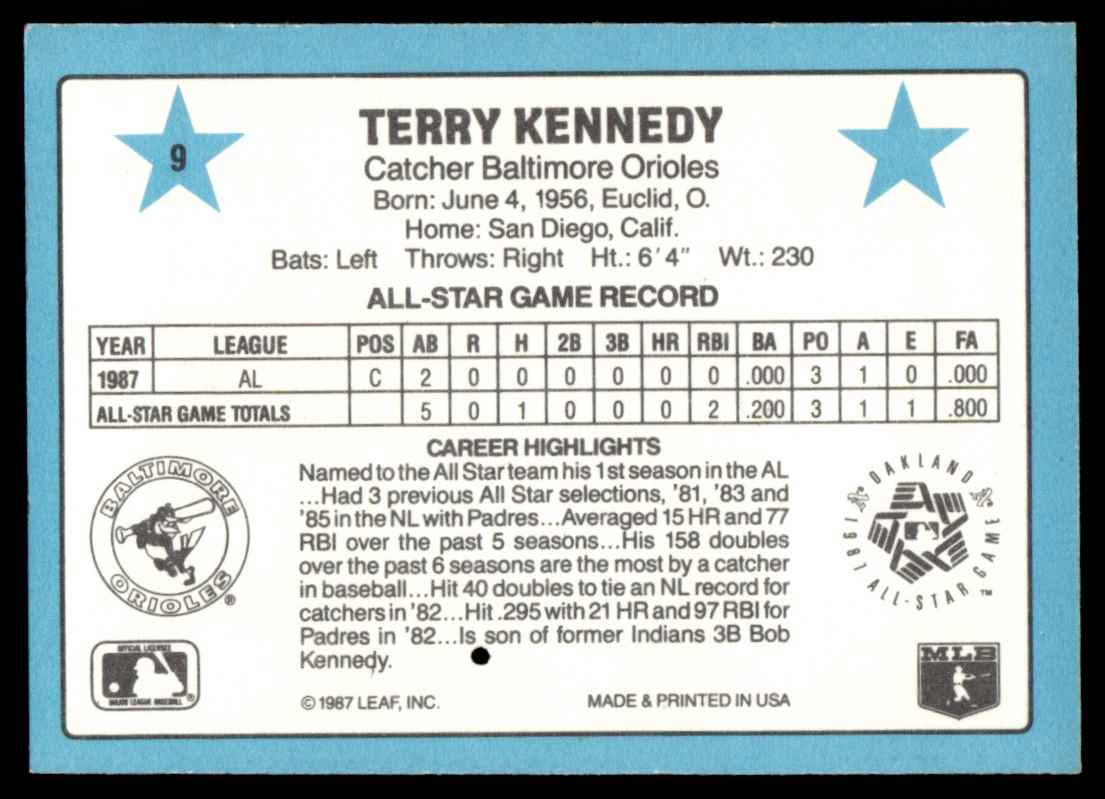 9
TERRY KENNEDY
Catcher Baltimore Orioles
Born: June 4, 1956, Euclid, O.
Home: San Diego, Calif.
Bats: Left Throws: Right Ht.: 6' 4" Wt.: 230
ALL-STAR GAME RECORD
YEAR LEAGUE POS AB R H 2B 3B HR RBI BA PO A E FA
1987 AL C 2 0 0 0 0 0 0 .000 3 1 0 .000
ALL-STAR GAME TOTALS 5 0 1 0 0 0 2 .200 3 1 1 .800
CAREER HIGHLIGHTS
Named to the All Star team his 1st season in the AL
...Had 3 previous All Star selections, '81, '83 and
'85 in the NL with Padres...Averaged 15 HR and 77
RBI over the past 5 seasons...His 158 doubles
over the past 6 seasons are the most by a catcher
in baseball...Hit 40 doubles to tie an NL record for
catchers in '82...Hit .295 with 21 HR and 97 RBI for
Padres in '82...Is son of former Indians 3B Bob
Kennedy.
BALTIMORE
ORIOLES ®
OAKLAND
1987 ALL-STAR GAME ™
OFFICIAL LICENSEE
MAJOR LEAGUE BASEBALL ®
MLB
© 1987 LEAF, INC. MADE & PRINTED IN USA